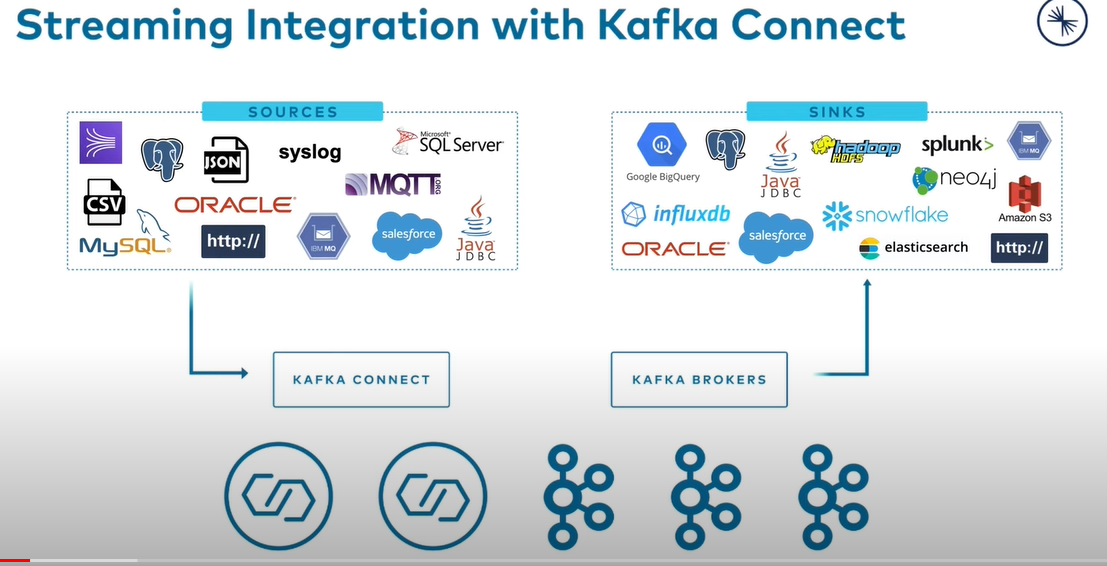 Streaming Integration with Kafka Connect
SOURCES
JSON
syslog
Microsoft®
SQL Server®
CSV
ORACLE®
MQTT
.ORG
MySQL®
http://
IBM MQ
salesforce
Java
JDBC
SINKS
Google BigQuery
Java
JDBC
hadoop
HDFS
splunk>
IBM MQ
neo4j
influxdb
snowflake
Amazon S3
ORACLE®
salesforce
elasticsearch
http://
KAFKA CONNECT
KAFKA BROKERS